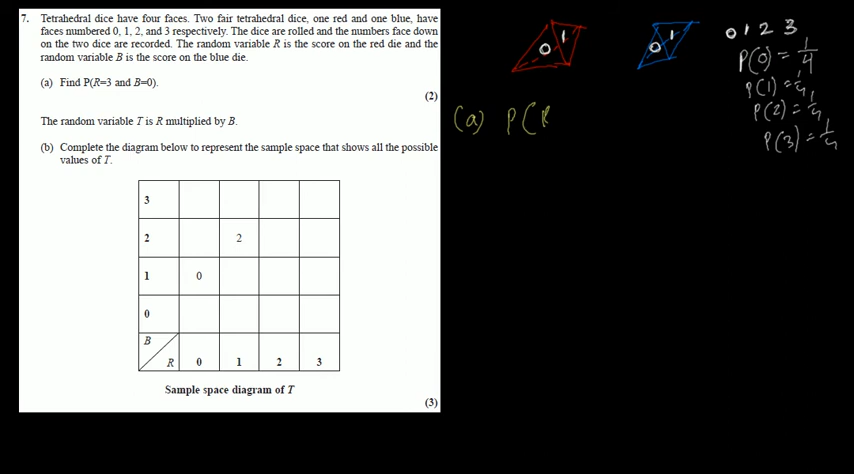 7. Tetrahedral dice have four faces. Two fair tetrahedral dice, one red and one blue, have
faces numbered 0, 1, 2, and 3 respectively. The dice are rolled and the numbers face down
on the two dice are recorded. The random variable R is the score on the red die and the
random variable B is the score on the blue die.
(a) Find P(R=3 and B=0).
(2)
The random variable T is R multiplied by B.
(b) Complete the diagram below to represent the sample space that shows all the possible
values of T.
3
2 2
1 0
0
B
R 0 1 2 3
Sample space diagram of T
(3)
0 1
0 1
0 1 2 3
P(0) = 1/4
P(1) = 1/4
P(2) = 1/4
P(3) = 1/4
(a) P(R